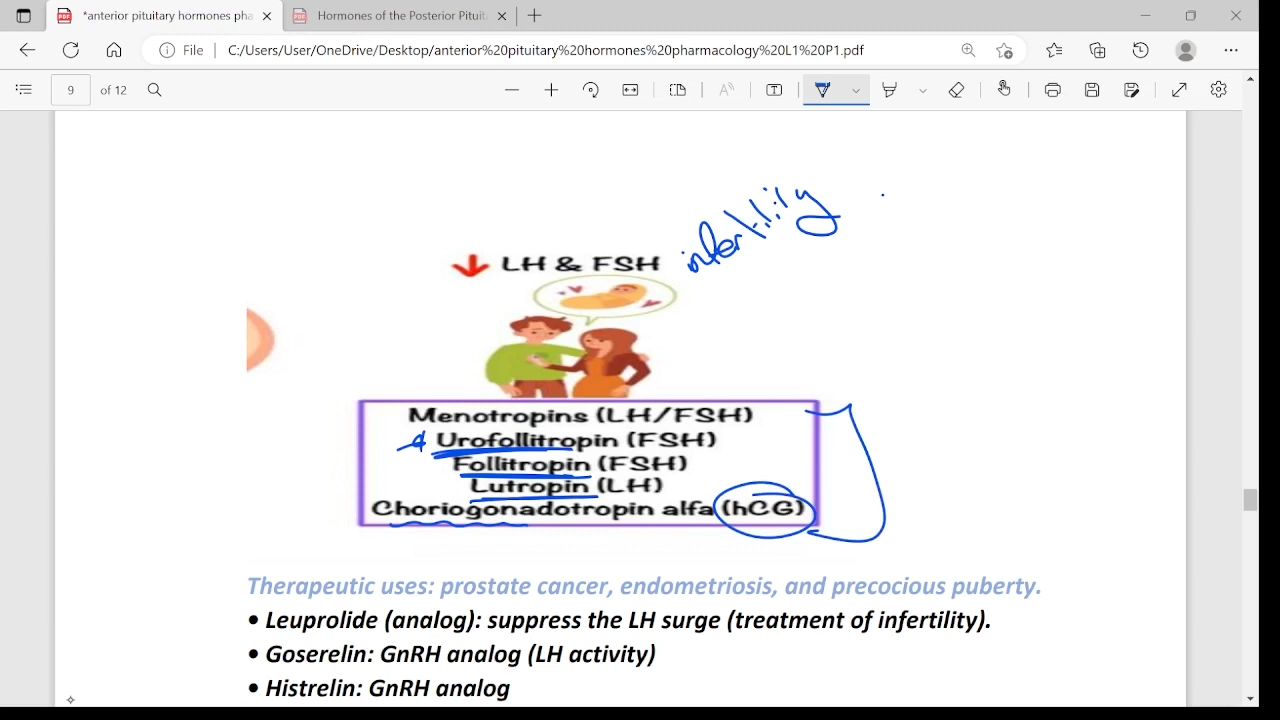 *anterior pituitary hormones pha
Hormones of the Posterior Pituit
File
C:/Users/User/OneDrive/Desktop/anterior%20pituitary%20hormones%20pharmacology%20L1%20P1.pdf
9 of 12
infertility
LH & FSH
Menotropins (LH/FSH)
Urofollitropin (FSH)
Follitropin (FSH)
Lutropin (LH)
Choriogonadotropin alfa (hCG)
Therapeutic uses: prostate cancer, endometriosis, and precocious puberty.
• Leuprolide (analog): suppress the LH surge (treatment of infertility).
• Goserelin: GnRH analog (LH activity)
• Histrelin: GnRH analog